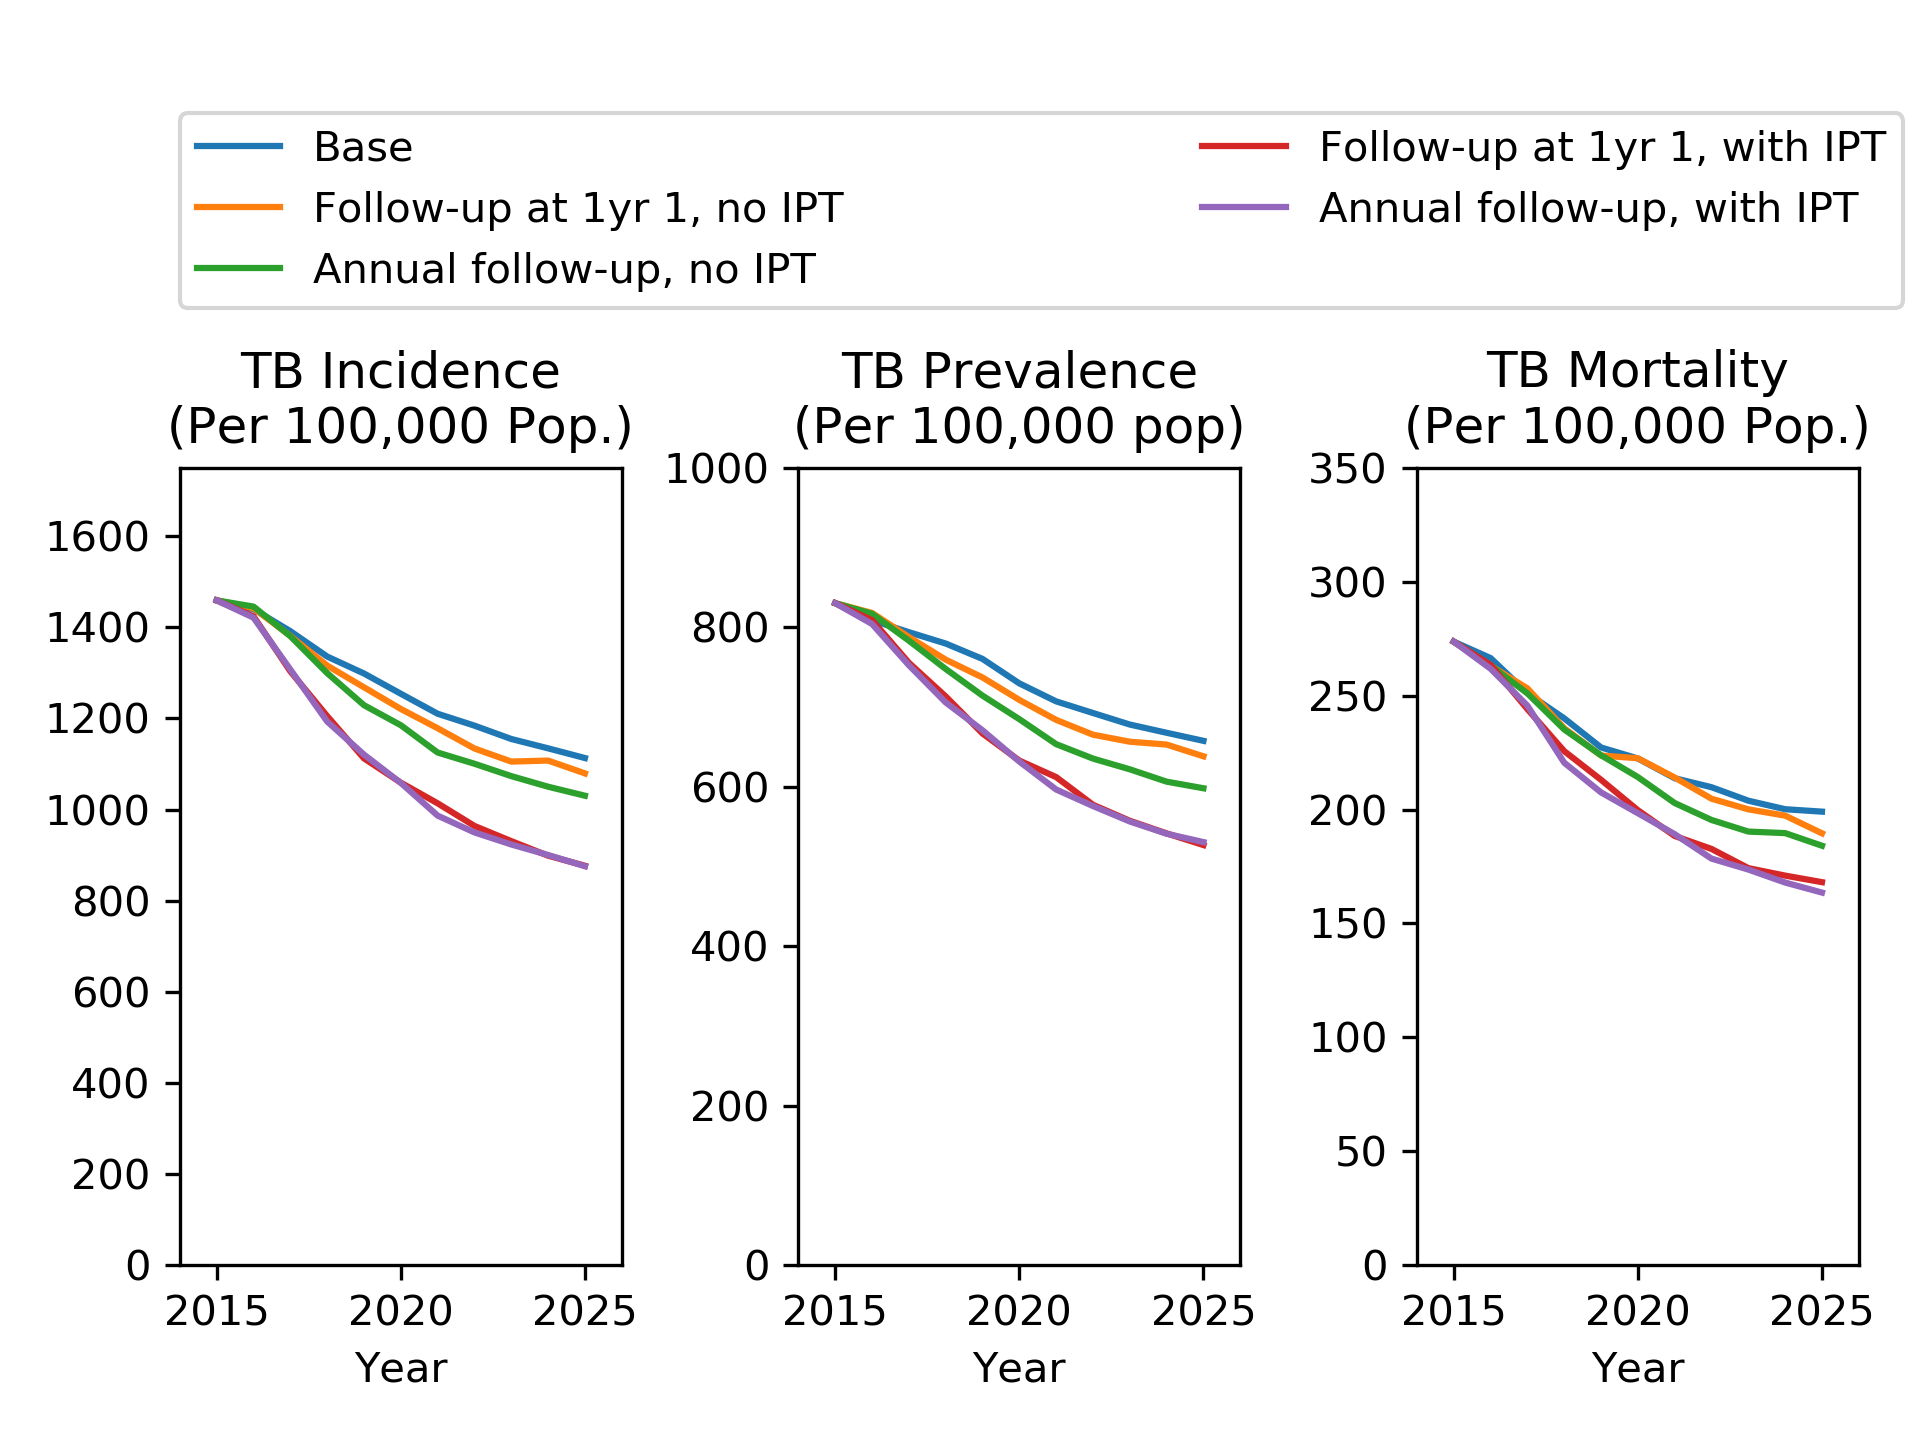 Base
Follow-up at 1yr 1, no IPT
Annual follow-up, no IPT
Follow-up at 1yr 1, with IPT
Annual follow-up, with IPT
TB Incidence
(Per 100,000 Pop.)
1600
1400
1200
1000
800
600
400
200
0
2015 2020 2025
Year
TB Prevalence
(Per 100,000 pop)
1000
800
600
400
200
0
2015 2020 2025
Year
TB Mortality
(Per 100,000 Pop.)
350
300
250
200
150
100
50
0
2015 2020 2025
Year